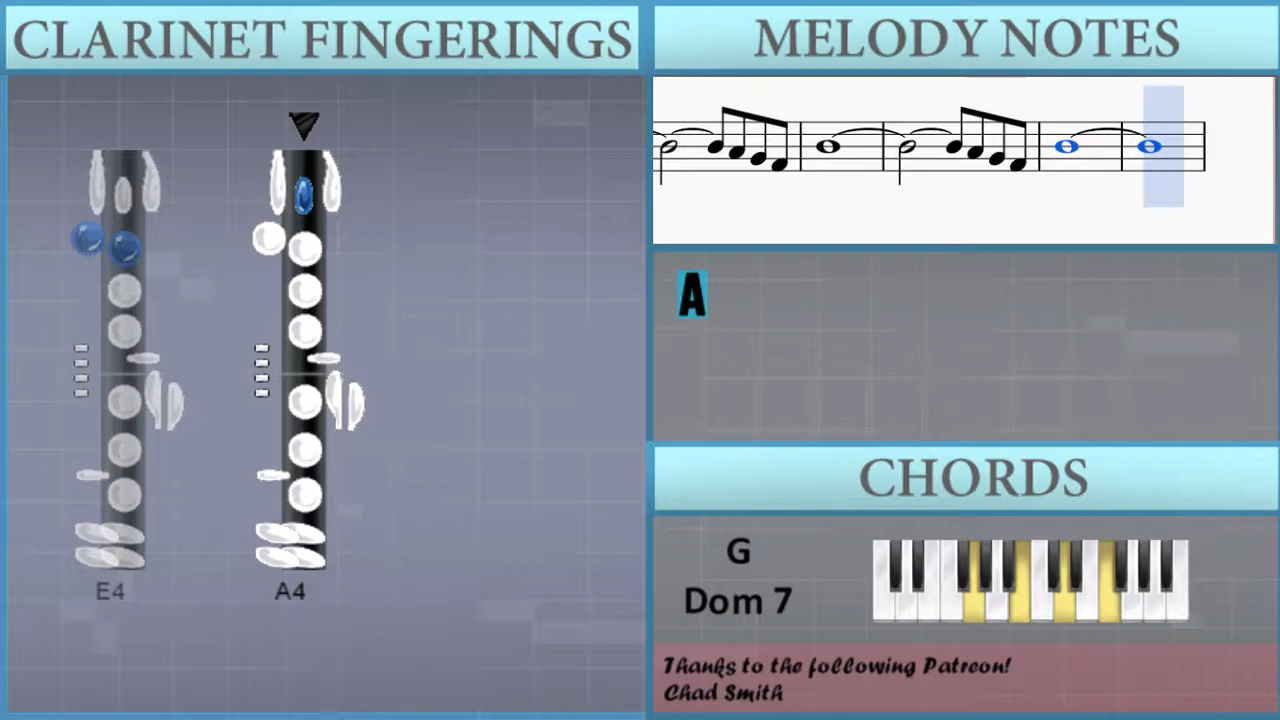 CLARINET FINGERINGS
MELODY NOTES
A
E4
A4
CHORDS
G
Dom 7
Thanks to the following Patreon!
Chad Smith